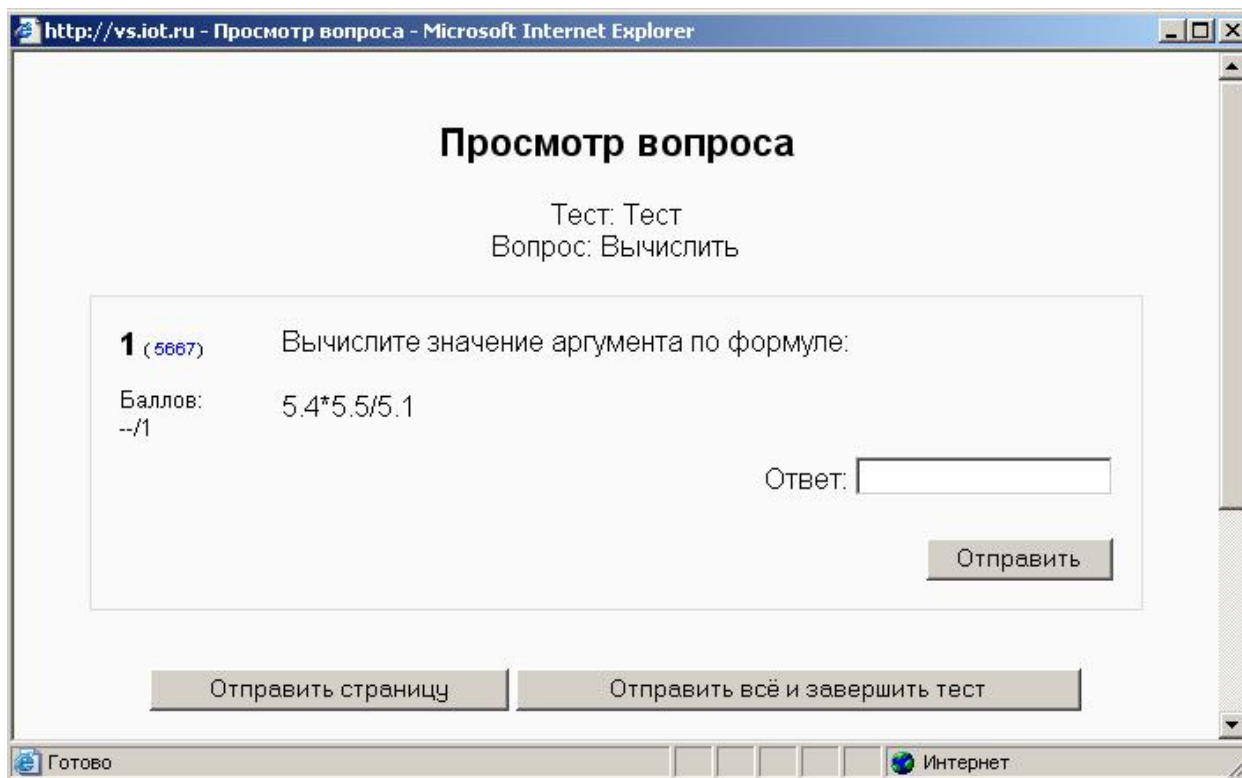 http://vs.iot.ru - Просмотр вопроса - Microsoft Internet Explorer
Просмотр вопроса
Тест: Тест
Вопрос: Вычислить
1 (5667)
Вычислите значение аргумента по формуле:
Баллов:
--/1
5.4*5.5/5.1
Ответ:
Отправить
Отправить страницу
Отправить всё и завершить тест
Готово
Интернет